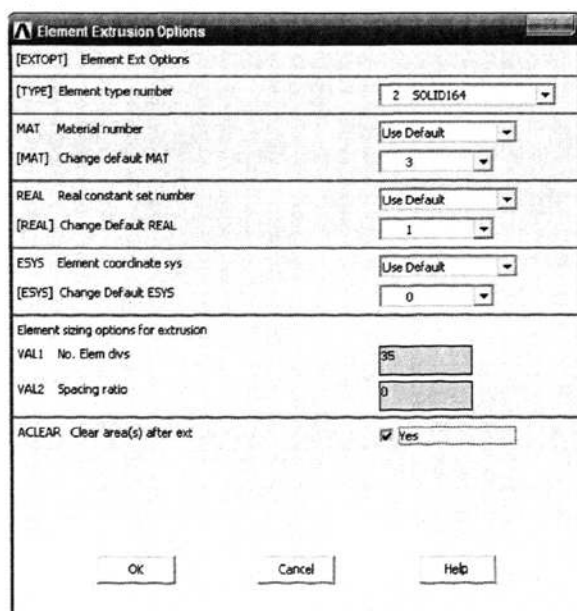 Element Extrusion Options
[EXTOPT] Element Ext Options
[TYPE] Element type number 2 SOLID164
MAT Material number Use Default
[MAT] Change default MAT 3
REAL Real constant set number Use Default
[REAL] Change Default REAL 1
ESYS Element coordinate sys Use Default
[ESYS] Change Default ESYS 0
Element sizing options for extrusion
VAL1 No. Elem divs 35
VAL2 Spacing ratio 0
ACLEAR Clear area(s) after ext Yes
OK Cancel Help